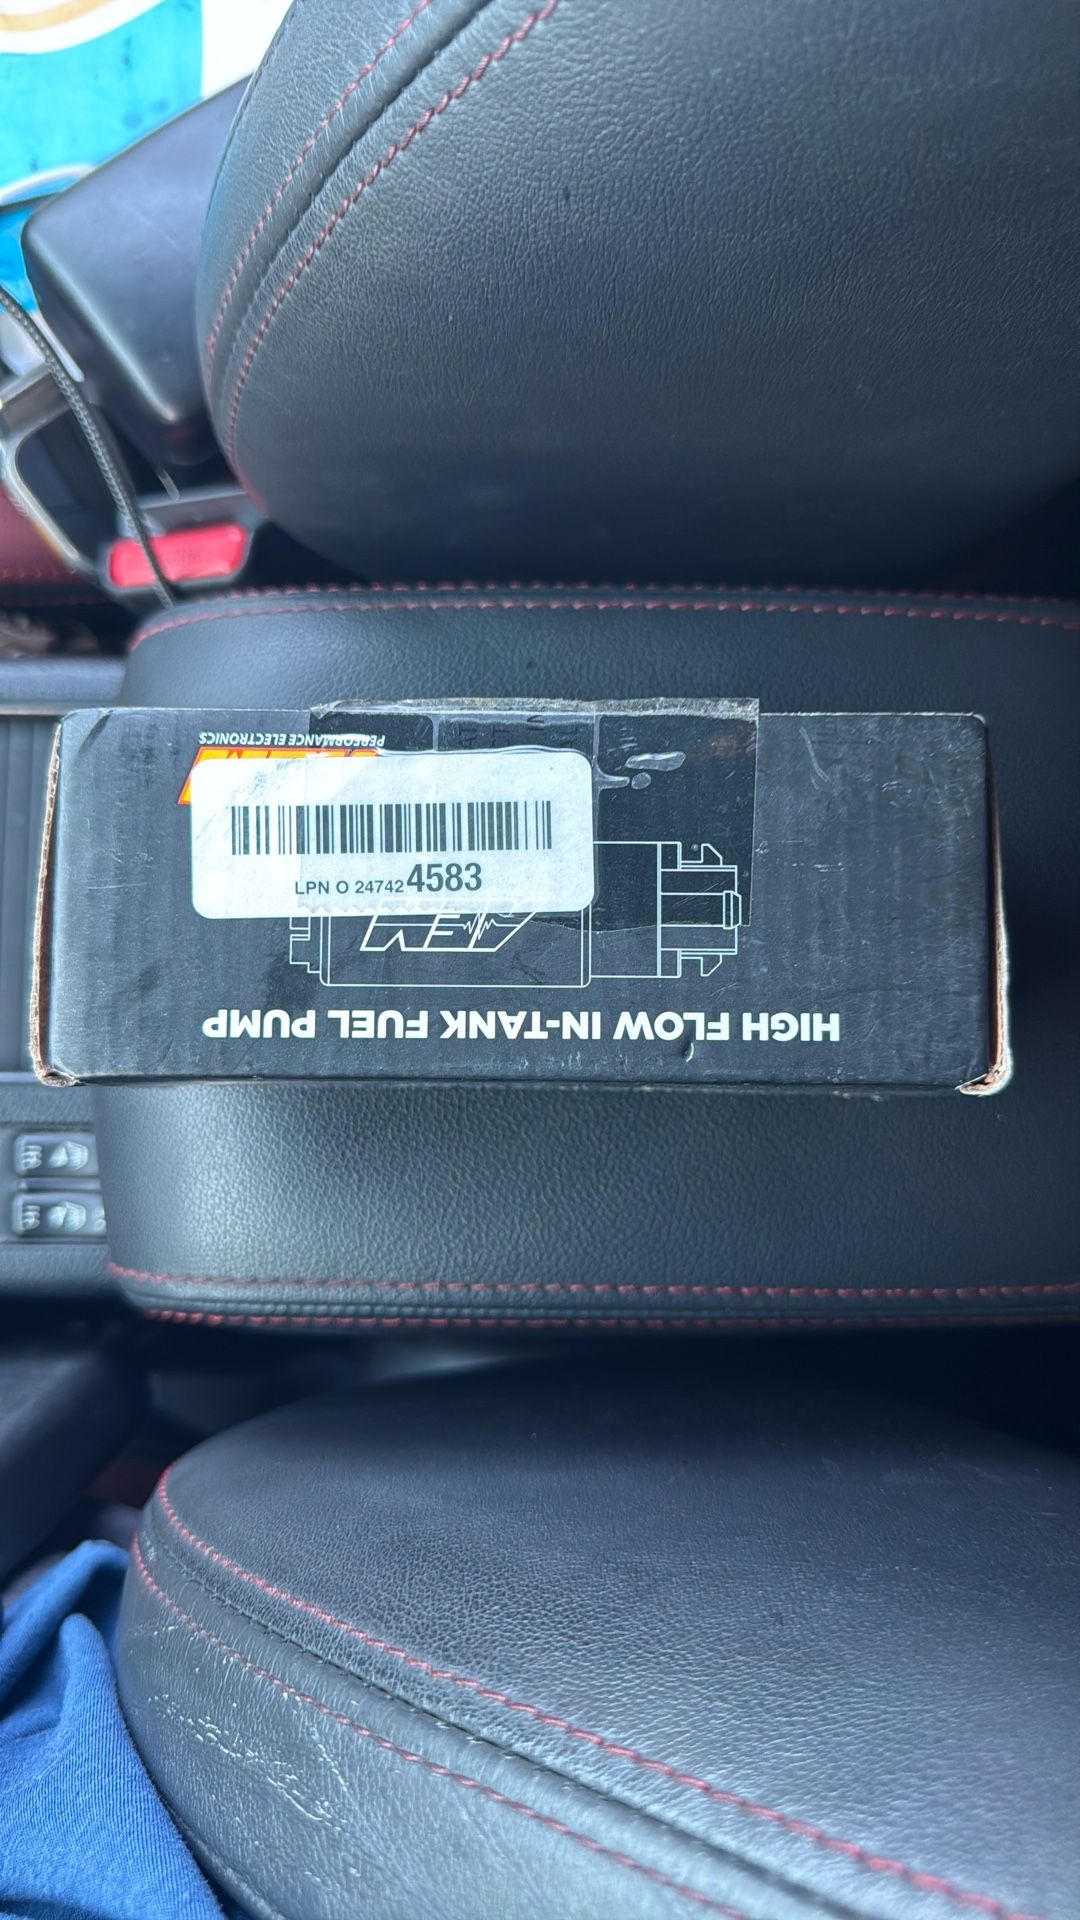 HIGH FLOW IN-TANK FUEL PUMP
AEM
LPN O 247424583
PERFORMANCE ELECTRONICS